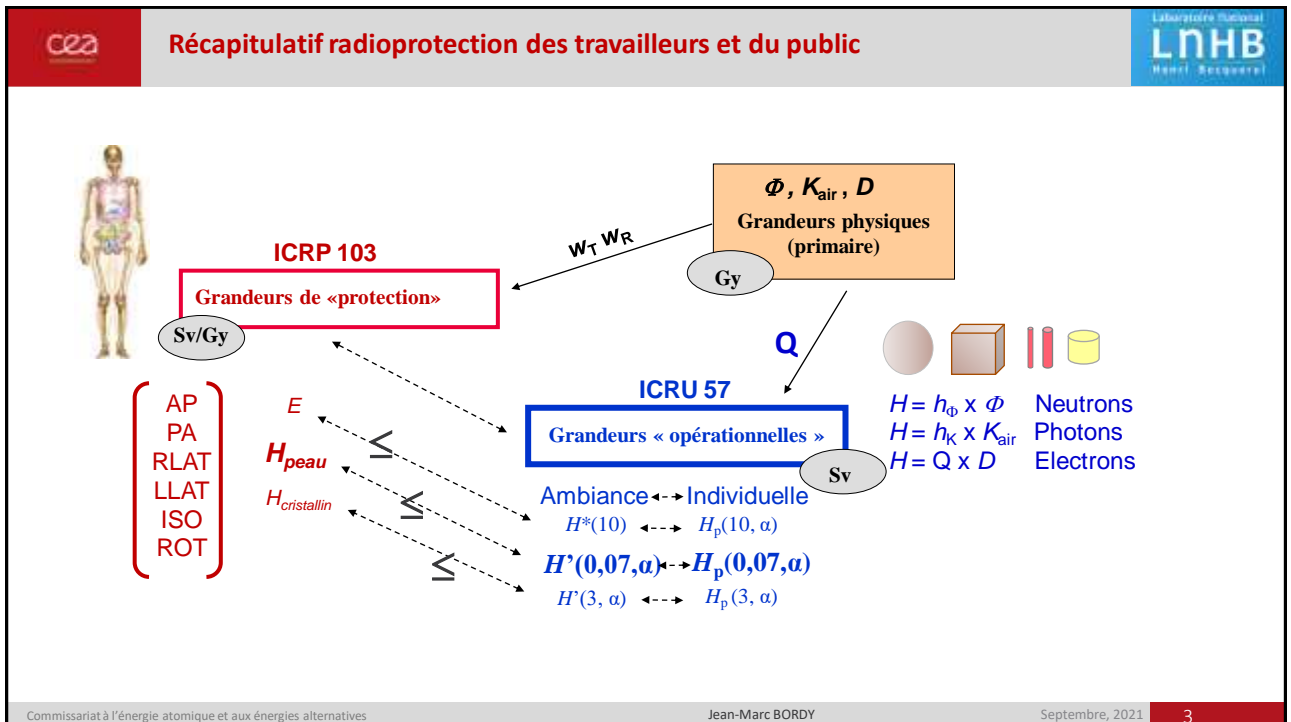 cea
Récapitulatif radioprotection des travailleurs et du public
Laboratoire National
LNHB
Henri Becquerel
Φ, Kair, D
Grandeurs physiques
(primaire)
Gy
wT wR
ICRP 103
Grandeurs de «protection»
Sv/Gy
Q
ICRU 57
Grandeurs « opérationnelles »
Sv
H = hΦ x Φ Neutrons
H = hK x Kair Photons
H = Q x D Electrons
AP
PA
RLAT
LLAT
ISO
ROT
E
Hpeau
Hcristallin
≤
≤
≤
Ambiance Individuelle
H*(10) Hp(10, α)
H’(0,07,α) Hp(0,07,α)
H’(3, α) Hp(3, α)
Commissariat à l’énergie atomique et aux énergies alternatives
Jean-Marc BORDY
Septembre, 2021
3